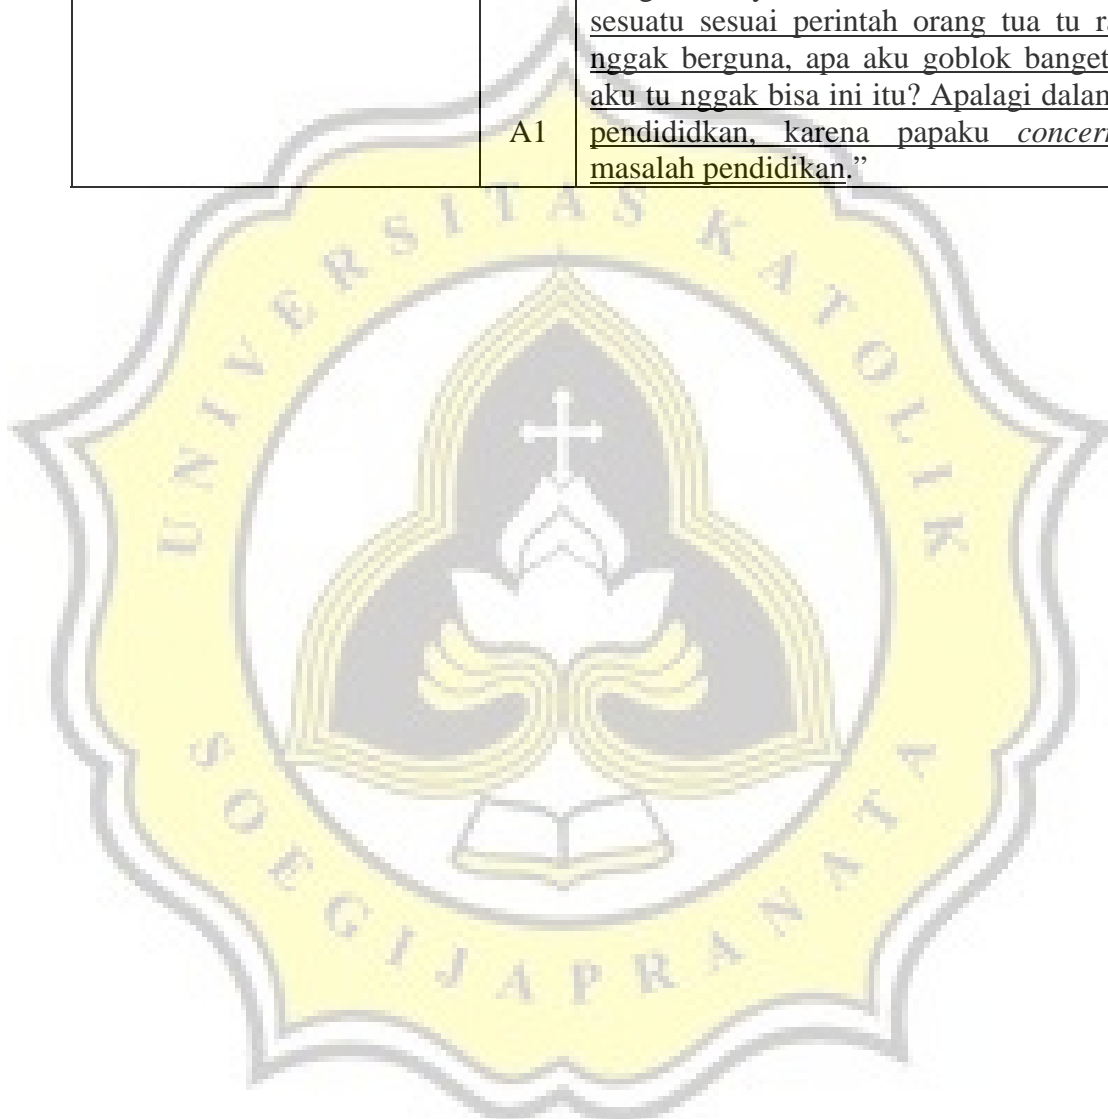 sesuatu sesuai perintah orang tua tu
nggak berguna, apa aku goblok banget
aku tu nggak bisa ini itu? Apalagi dalam
A1 pendididkan, karena papaku concern
masalah pendidikan.”
UNIVERSITAS KATOLIK
SOEGIJAPRANATA